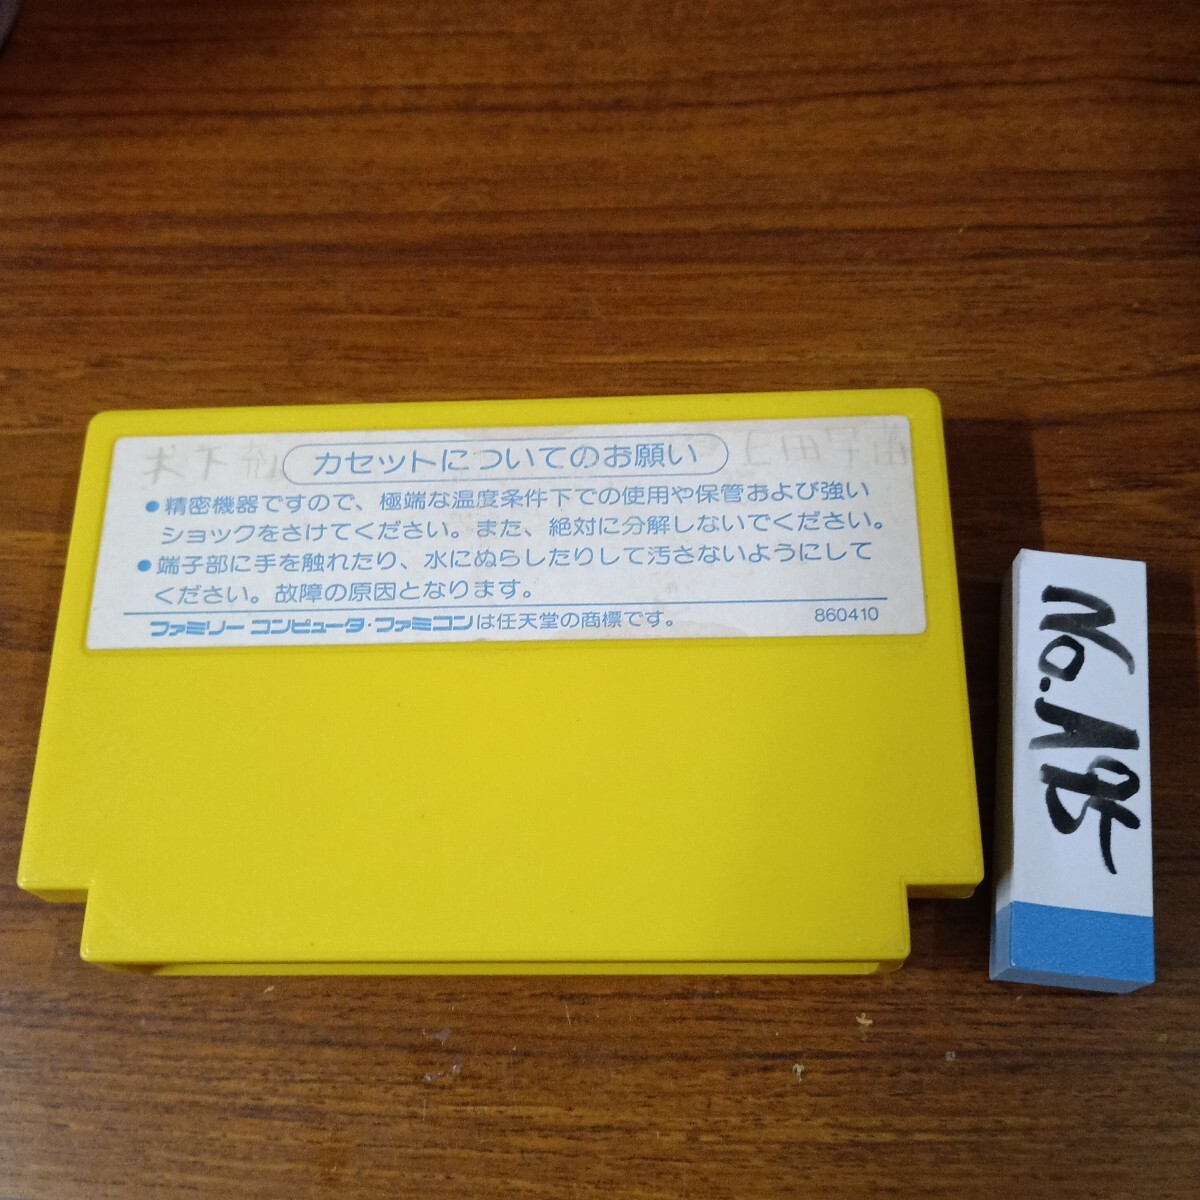 木下
上田早苗
カセットについてのお願い
●精密機器ですので、極端な温度条件下での使用や保管および強い
ショックをさけてください。また、絶対に分解しないでください。
●端子部に手を触れたり、水にぬらしたりして汚さないようにして
ください。故障の原因となります。
ファミリーコンピュータ・ファミコンは任天堂の商標です。
860410
No.A95